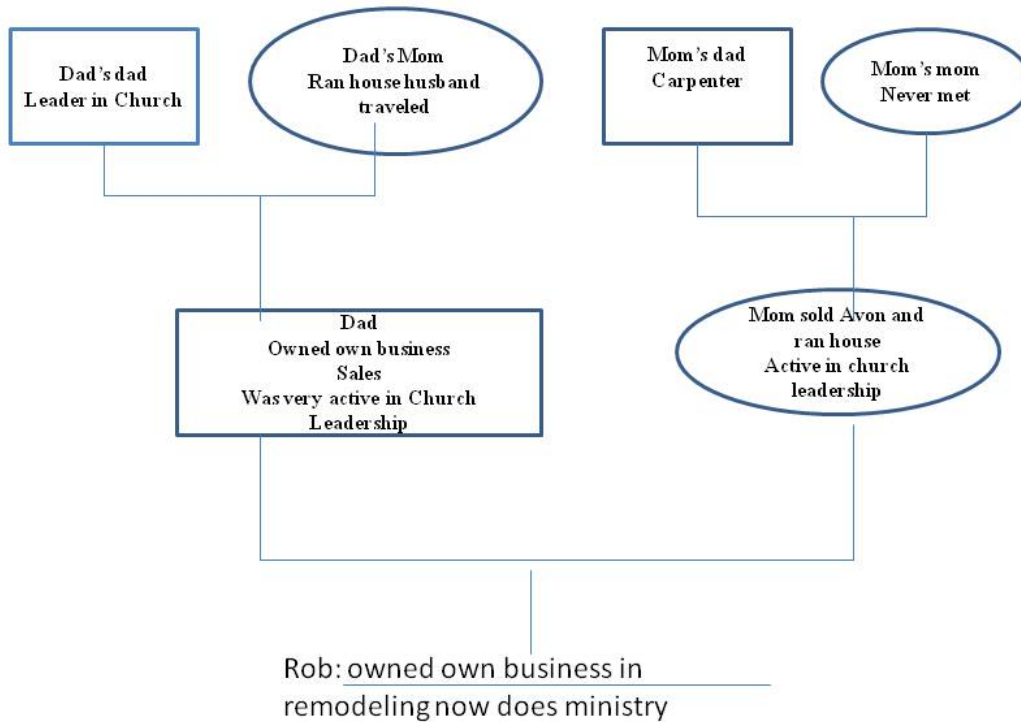 Dad's dad
Leader in Church
Dad's Mom
Ran house husband
traveled
Mom's dad
Carpenter
Mom's mom
Never met
Dad
Owned own business
Sales
Was very active in Church
Leadership
Mom sold Avon and
ran house
Active in church
leadership
Rob: owned own business in
remodeling now does ministry